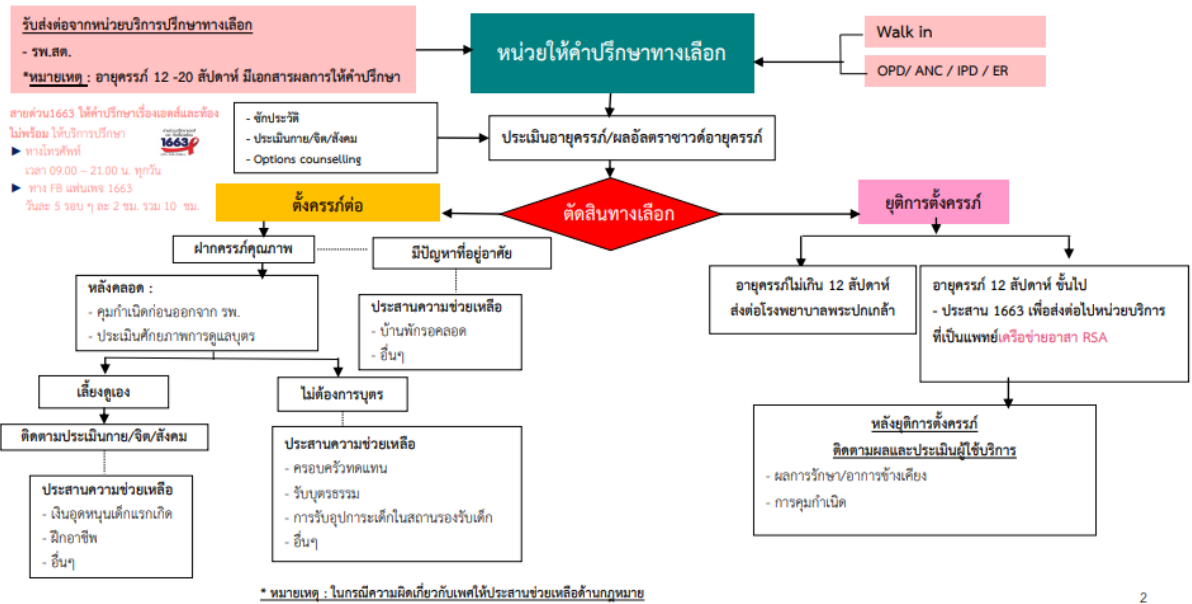 รับส่งต่อจากหน่วยบริการปรึกษาทางเลือก
- รพ.สต.
*หมายเหตุ : อายุครรภ์ 12 -20 สัปดาห์ มีเอกสารผลการให้คำปรึกษา
หน่วยให้คำปรึกษาทางเลือก
Walk in
OPD/ ANC / IPD / ER
สายด่วน1663 ให้คำปรึกษาเรื่องเอดส์และท้อง
ไม่พร้อม ให้บริการปรึกษา
1663
ทางโทรศัพท์
เวลา 09.00 – 21.00 น. ทุกวัน
ทาง FB แฟนเพจ 1663
วันละ 5 รอบ ๆ ละ 2 ชม. รวม 10 ชม.
- ซักประวัติ
- ประเมินกาย/จิต/สังคม
- Options counselling
ประเมินอายุครรภ์/ผลอัลตราซาวด์อายุครรภ์
ตั้งครรภ์ต่อ
ตัดสินทางเลือก
ยุติการตั้งครรภ์
ฝากครรภ์คุณภาพ
มีปัญหาที่อยู่อาศัย
หลังคลอด :
- คุมกำเนิดก่อนออกจาก รพ.
- ประเมินศักยภาพการดูแลบุตร
ประสานความช่วยเหลือ
- บ้านพักรอคลอด
- อื่นๆ
อายุครรภ์ไม่เกิน 12 สัปดาห์
ส่งต่อโรงพยาบาลพระปกเกล้า
อายุครรภ์ 12 สัปดาห์ ขึ้นไป
- ประสาน 1663 เพื่อส่งต่อไปหน่วยบริการ
ที่เป็นแพทย์เครือข่ายอาสา RSA
เลี้ยงดูเอง
ไม่ต้องการบุตร
ติดตามประเมินกาย/จิต/สังคม
ประสานความช่วยเหลือ
- เงินอุดหนุนเด็กแรกเกิด
- ฝึกอาชีพ
- อื่นๆ
ประสานความช่วยเหลือ
- ครอบครัวทดแทน
- รับบุตรธรรม
- การรับอุปการะเด็กในสถานรองรับเด็ก
- อื่นๆ
หลังยุติการตั้งครรภ์
ติดตามผลและประเมินผู้ใช้บริการ
- ผลการรักษา/อาการข้างเคียง
- การคุมกำเนิด
* หมายเหตุ : ในกรณีความผิดเกี่ยวกับเพศให้ประสานช่วยเหลือด้านกฎหมาย
2